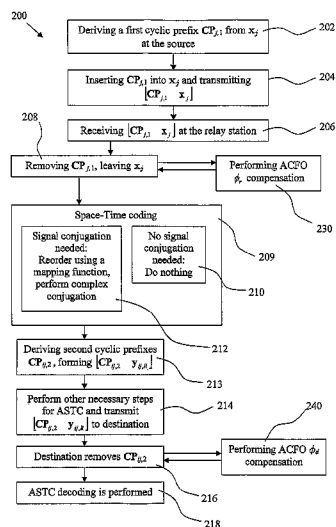 200
Deriving a first cyclic prefix CP_{j,1} from x_j
at the source
202
Inserting CP_{j,1} into x_j and transmitting
[CP_{j,1} x_j]
204
Receiving [CP_{j,1} x_j] at the relay station
206
208
Removing CP_{j,1}, leaving x_j
Performing ACFO
ϕ_r compensation
230
Space-Time coding
209
Signal conjugation
needed:
Reorder using a
mapping function,
perform complex
conjugation
No signal
conjugation
needed:
Do nothing
210
212
Deriving second cyclic prefixes
CP_{ij,2}, forming [CP_{ij,2} y_{ij,R_i}]
213
Perform other necessary steps
for ASTC and transmit
[CP_{ij,2} y_{ij,R}] to destination
214
240
Destination removes CP_{ij,2}
216
Performing ACFO ϕ_d
compensation
ASTC decoding is performed
218